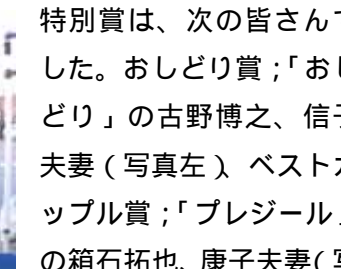 特別賞は、次の皆さんで
した。おしどり賞；「おし
どり」の古野博之、信子
夫妻（写真左）、ベストカ
ップル賞；「プレジール」
の箱石拓也、康子夫妻（写